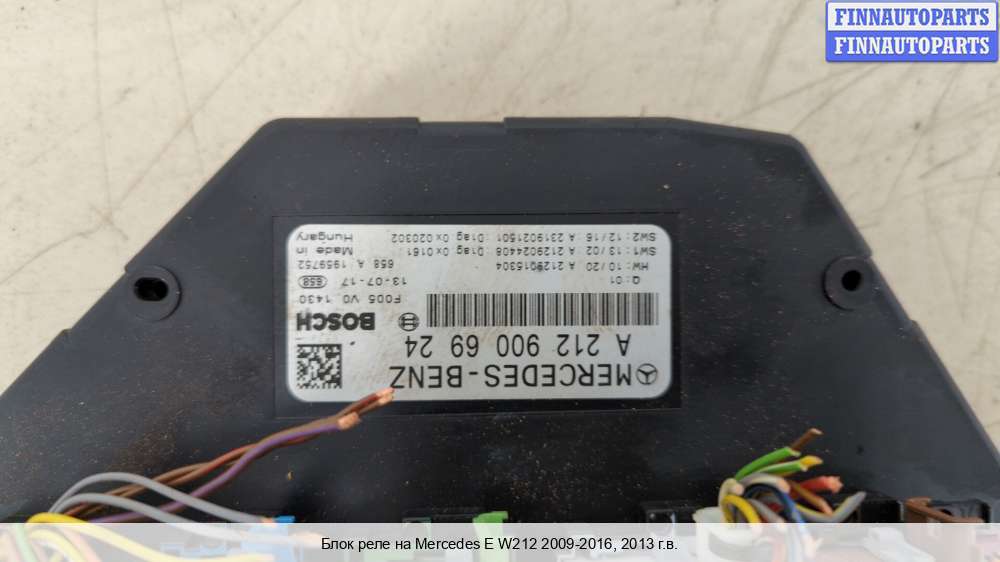 FINNAUTOPARTS
FINNAUTOPARTS
MERCEDES-BENZ
A 212 900 69 24
BOSCH
F005 V0 1430
Q:01
13-07-17 658
HW: 10/20 A 2129015304
658 A 1959752
SW1: 13/02 A 2129024408 Diag 0x0161
Made in
SW2: 12/16 A 2319021501 Diag 0x020302
Hungary
Блок реле на Mercedes E W212 2009-2016, 2013 г.в.